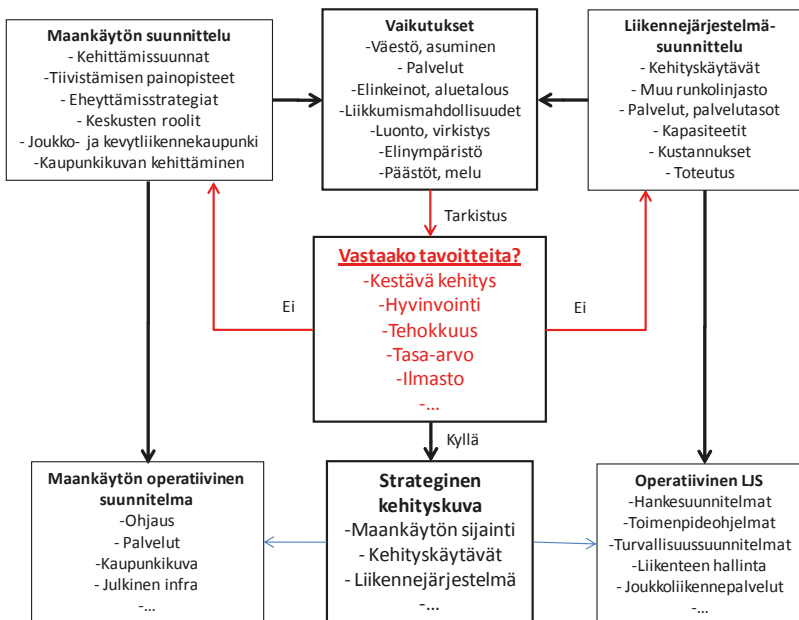 Maankäytön suunnittelu
- Kehittämissuunnat
-Tiivistämisen painopisteet
- Eheyttämisstrategiat
- Keskusten roolit
- Joukko- ja kevytliikennekaupunki
-Kaupunkikuvan kehittäminen
Vaikutukset
-Väestö, asuminen
- Palvelut
- Elinkeinot, aluetalous
-Liikkumismahdollisuudet
-Luonto, virkistys
-Elinympäristö
-Päästöt, melu
Liikennejärjestelmä-
suunnittelu
- Kehityskäytävät
- Muu runkolinjasto
- Palvelut, palvelutasot
- Kapasiteetit
- Kustannukset
- Toteutus
Tarkistus
Vastaako tavoitteita?
-Kestävä kehitys
-Hyvinvointi
-Tehokkuus
-Tasa-arvo
-Ilmasto
-...
Ei
Ei
Kyllä
Maankäytön operatiivinen
suunnitelma
-Ohjaus
- Palvelut
-Kaupunkikuva
- Julkinen infra
-...
Strateginen
kehityskuva
-Maankäytön sijainti
- Kehityskäytävät
- Liikennejärjestelmä
-...
Operatiivinen LJS
-Hankesuunnitelmat
-Toimenpideohjelmat
-Turvallisuussuunnitelmat
-Liikenteen hallinta
-Joukkoliikennepalvelut
-...